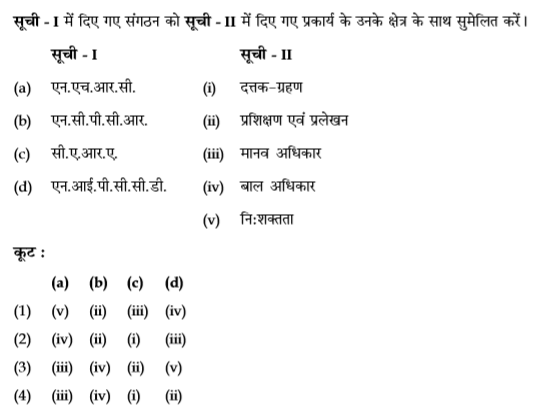 सूची - I में दिए गए संगठन को सूची - II में दिए गए प्रकार्य के उनके क्षेत्र के साथ सुमेलित करें।
सूची - I सूची - II
(a) एन.एच.आर.सी. (i) दत्तक-ग्रहण
(b) एन.सी.पी.सी.आर. (ii) प्रशिक्षण एवं प्रलेखन
(c) सी.ए.आर.ए. (iii) मानव अधिकार
(d) एन.आई.पी.सी.सी.डी. (iv) बाल अधिकार
(v) नि:शक्तता
कूट :
(a) (b) (c) (d)
(1) (v) (ii) (iii) (iv)
(2) (iv) (ii) (i) (iii)
(3) (iii) (iv) (ii) (v)
(4) (iii) (iv) (i) (ii)